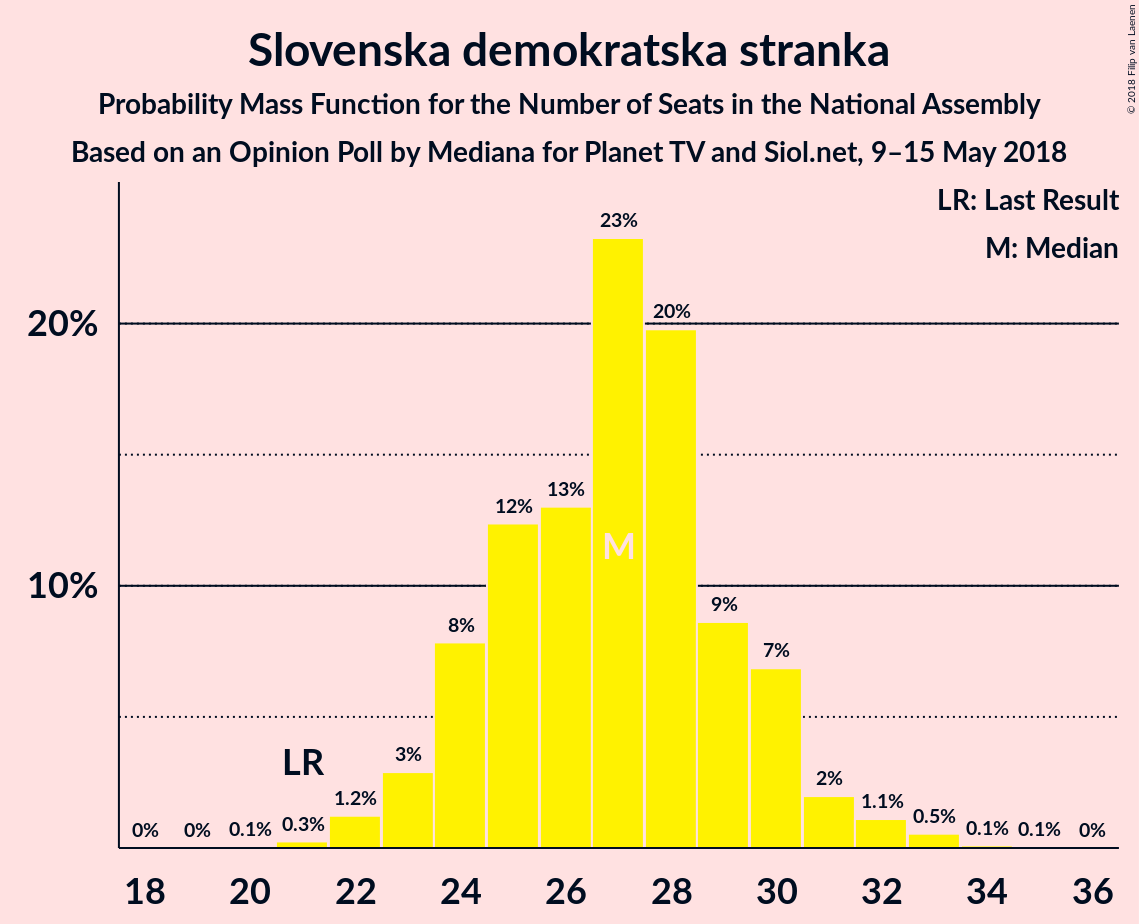 © 2018 Filip van Laenen
Slovenska demokratska stranka
Probability Mass Function for the Number of Seats in the National Assembly
Based on an Opinion Poll by Mediana for Planet TV and Siol.net, 9–15 May 2018
LR: Last Result
M: Median
20%
10%
0% 0% 0.1% 0.3% 1.2% 3% 8% 12% 13% 23% 20% 9% 7% 2% 1.1% 0.5% 0.1% 0.1% 0%
LR
M
18 20 22 24 26 28 30 32 34 36